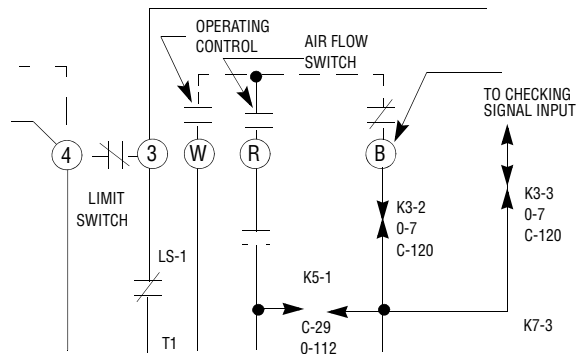 OPERATING
CONTROL
AIR FLOW
SWITCH
TO CHECKING
SIGNAL INPUT
4
3
W
R
B
LIMIT
SWITCH
K3-2
0-7
C-120
K3-3
0-7
C-120
LS-1
K5-1
C-29
0-112
K7-3
T1